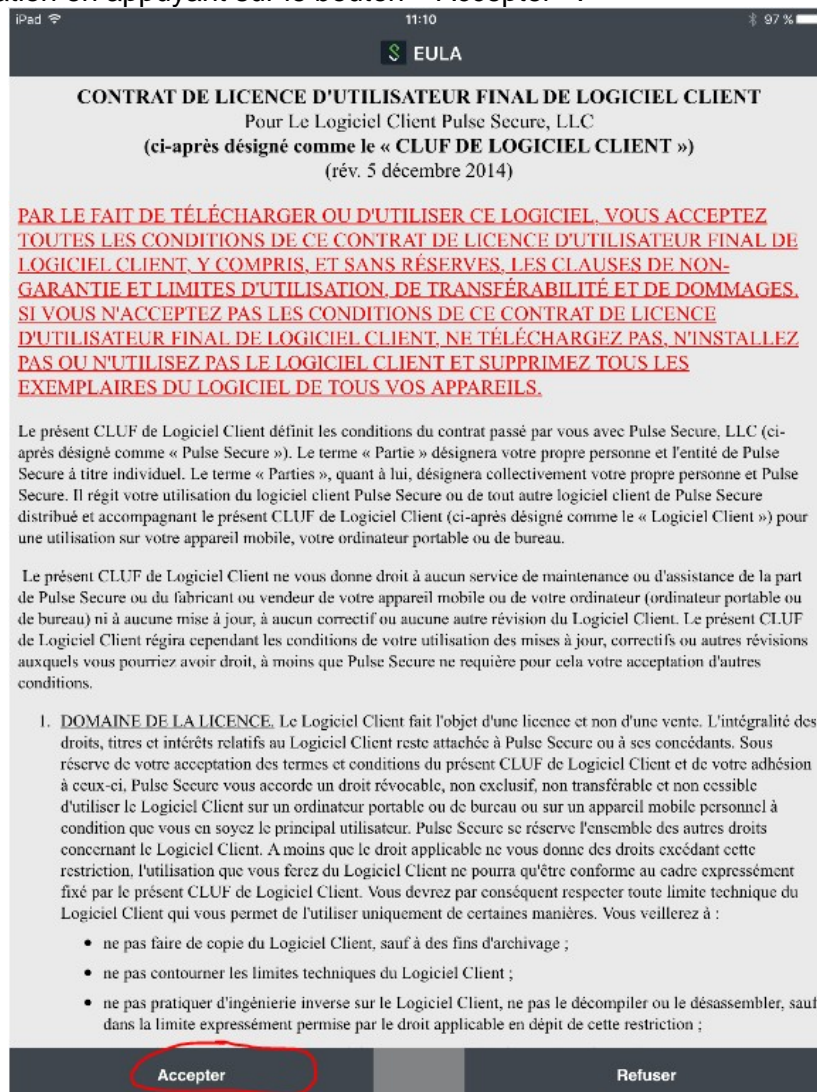 ation en appuyant sur le bouton « Accepter » :
iPad 11:10 97 %
EULA
CONTRAT DE LICENCE D'UTILISATEUR FINAL DE LOGICIEL CLIENT
Pour Le Logiciel Client Pulse Secure, LLC
(ci-après désigné comme le « CLUF DE LOGICIEL CLIENT »)
(rév. 5 décembre 2014)
PAR LE FAIT DE TÉLÉCHARGER OU D'UTILISER CE LOGICIEL, VOUS ACCEPTEZ
TOUTES LES CONDITIONS DE CE CONTRAT DE LICENCE D'UTILISATEUR FINAL DE
LOGICIEL CLIENT, Y COMPRIS, ET SANS RÉSERVES, LES CLAUSES DE NON-
GARANTIE ET LIMITES D'UTILISATION, DE TRANSFÉRABILITÉ ET DE DOMMAGES.
SI VOUS N'ACCEPTEZ PAS LES CONDITIONS DE CE CONTRAT DE LICENCE
D'UTILISATEUR FINAL DE LOGICIEL CLIENT, NE TÉLÉCHARGEZ PAS, N'INSTALLEZ
PAS OU N'UTILISEZ PAS LE LOGICIEL CLIENT ET SUPPRIMEZ TOUS LES
EXEMPLAIRES DU LOGICIEL DE TOUS VOS APPAREILS.
Le présent CLUF de Logiciel Client définit les conditions du contrat passé par vous avec Pulse Secure, LLC (ci-
après désigné comme « Pulse Secure »). Le terme « Partie » désignera votre propre personne et l'entité de Pulse
Secure à titre individuel. Le terme « Parties », quant à lui, désignera collectivement votre propre personne et Pulse
Secure. Il régit votre utilisation du logiciel client Pulse Secure ou de tout autre logiciel client de Pulse Secure
distribué et accompagnant le présent CLUF de Logiciel Client (ci-après désigné comme le « Logiciel Client ») pour
une utilisation sur votre appareil mobile, votre ordinateur portable ou de bureau.
Le présent CLUF de Logiciel Client ne vous donne droit à aucun service de maintenance ou d'assistance de la part
de Pulse Secure ou du fabricant ou vendeur de votre appareil mobile ou de votre ordinateur (ordinateur portable ou
de bureau) ni à aucune mise à jour, à aucun correctif ou aucune autre révision du Logiciel Client. Le présent CLUF
de Logiciel Client régira cependant les conditions de votre utilisation des mises à jour, correctifs ou autres révisions
auxquels vous pourriez avoir droit, à moins que Pulse Secure ne requière pour cela votre acceptation d'autres
conditions.
1. DOMAINE DE LA LICENCE. Le Logiciel Client fait l'objet d'une licence et non d'une vente. L'intégralité des
droits, titres et intérêts relatifs au Logiciel Client reste attachée à Pulse Secure ou à ses concédants. Sous
réserve de votre acceptation des termes et conditions du présent CLUF de Logiciel Client et de votre adhésion
à ceux-ci, Pulse Secure vous accorde un droit révocable, non exclusif, non transférable et non cessible
d'utiliser le Logiciel Client sur un ordinateur portable ou de bureau ou sur un appareil mobile personnel à
condition que vous en soyez le principal utilisateur. Pulse Secure se réserve l'ensemble des autres droits
concernant le Logiciel Client. A moins que le droit applicable ne vous donne des droits excédant cette
restriction, l'utilisation que vous ferez du Logiciel Client ne pourra qu'être conforme au cadre expressément
fixé par le présent CLUF de Logiciel Client. Vous devrez par conséquent respecter toute limite technique du
Logiciel Client qui vous permet de l'utiliser uniquement de certaines manières. Vous veillerez à :
• ne pas faire de copie du Logiciel Client, sauf à des fins d'archivage ;
• ne pas contourner les limites techniques du Logiciel Client ;
• ne pas pratiquer d'ingénierie inverse sur le Logiciel Client, ne pas le décompiler ou le désassembler, sauf
dans la limite expressément permise par le droit applicable en dépit de cette restriction ;
Accepter Refuser